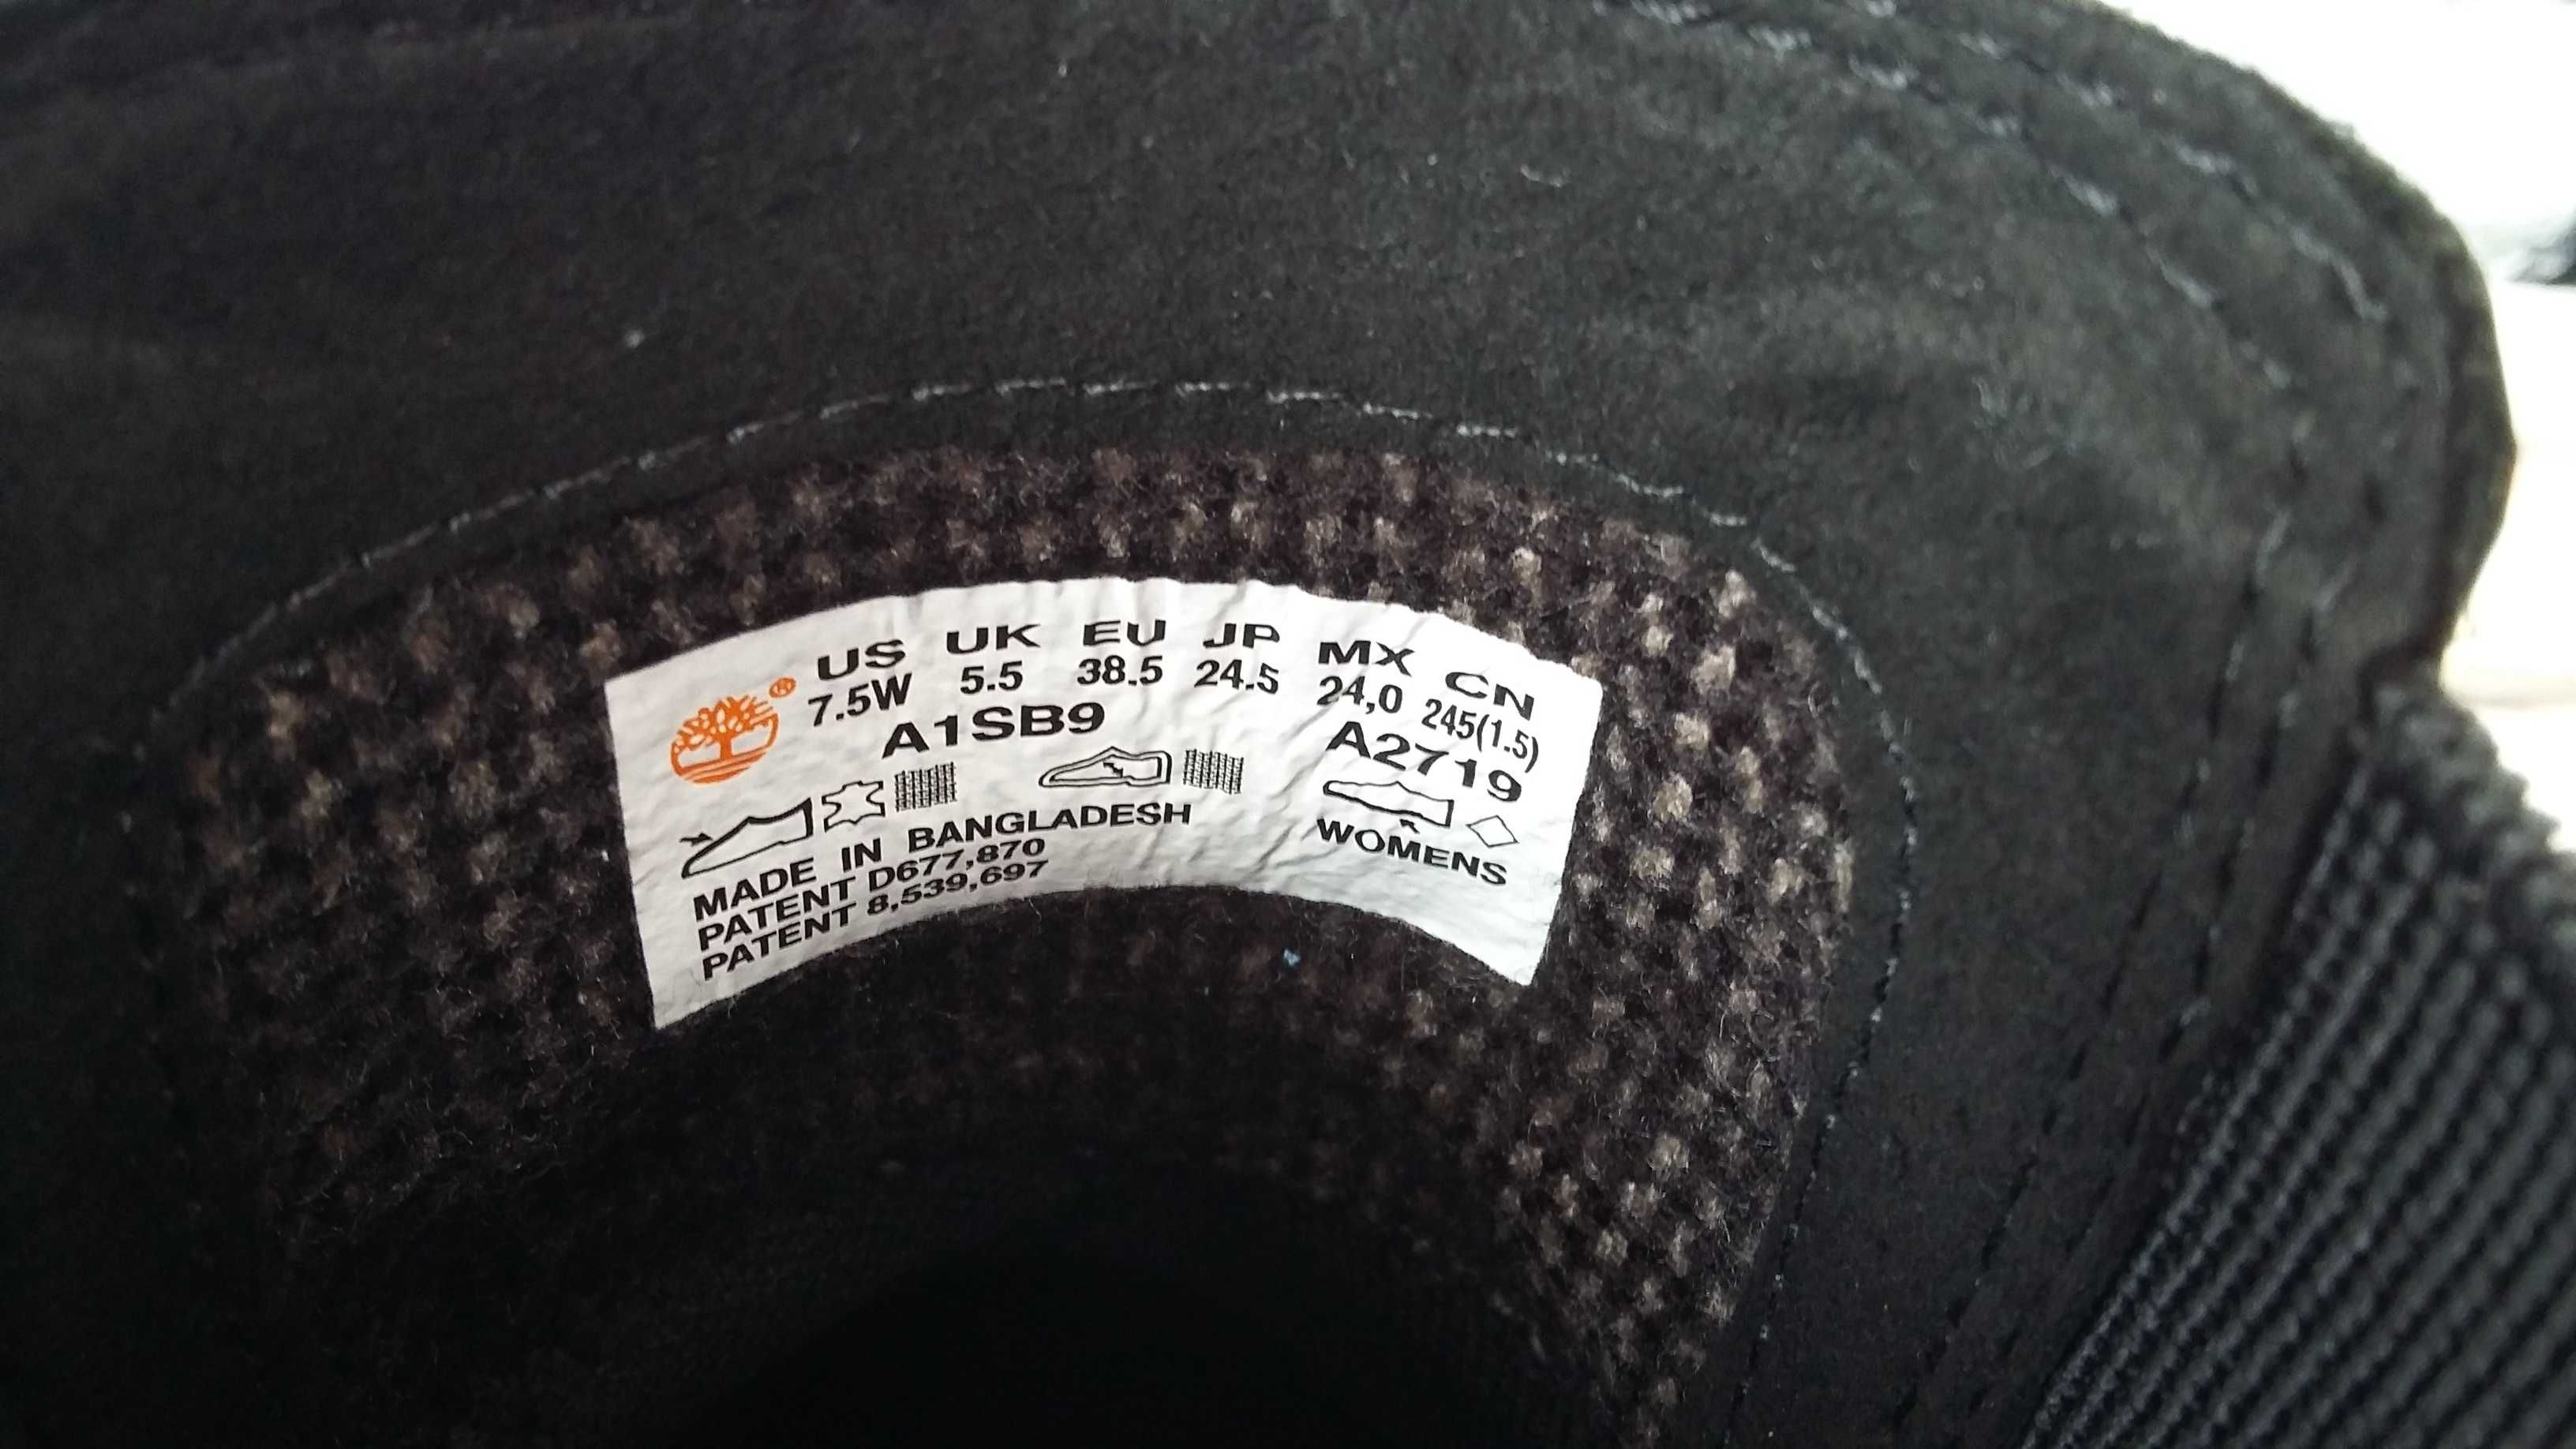 US UK EU JP MX CN
7.5W 5.5 38.5 24.5 24,0 245(1.5)
A1SB9 A2719
MADE IN BANGLADESH WOMENS
PATENT D677,870
PATENT 8,539,697
®